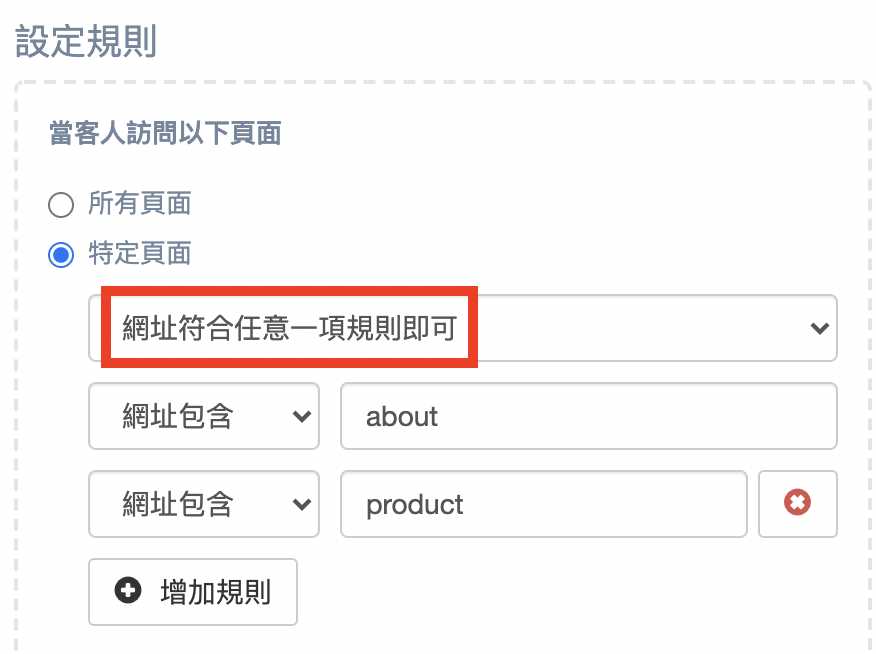 設定規則
當客人訪問以下頁面
所有頁面
特定頁面
網址符合任意一項規則即可
網址包含 about
網址包含 product
增加規則